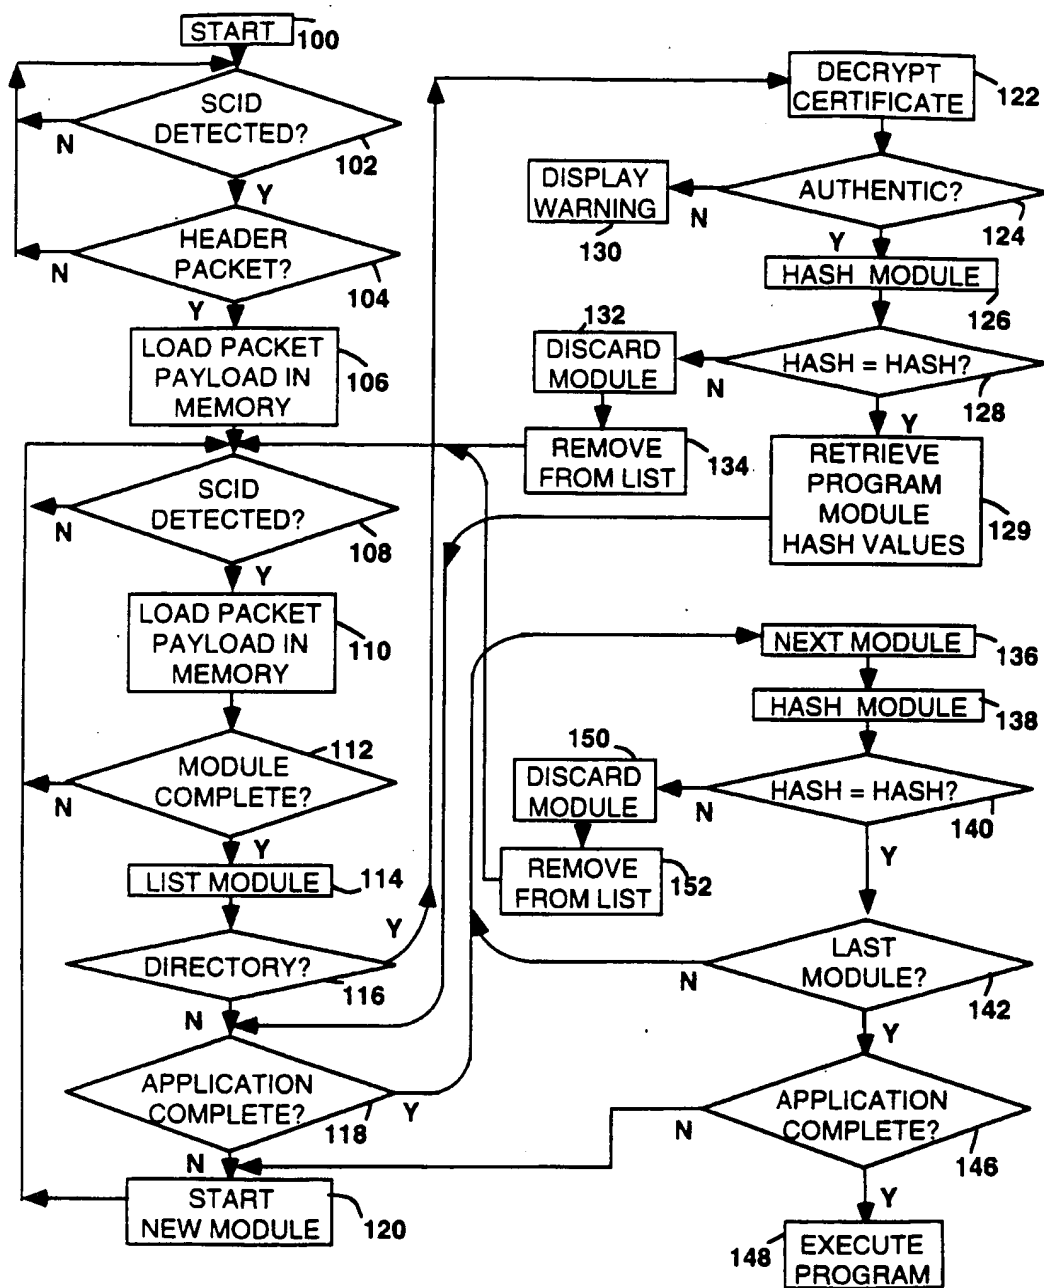 START
100
SCID
DETECTED?
N
102
Y
HEADER
PACKET?
N
104
Y
LOAD PACKET
PAYLOAD IN
MEMORY
106
SCID
DETECTED?
N
108
Y
LOAD PACKET
PAYLOAD IN
MEMORY
110
112
MODULE
COMPLETE?
N
Y
LIST MODULE
114
Y
DIRECTORY?
116
N
APPLICATION
COMPLETE?
Y
118
N
START
NEW MODULE
120
DECRYPT
CERTIFICATE
122
AUTHENTIC?
124
N
DISPLAY
WARNING
130
Y
HASH MODULE
126
132
DISCARD
MODULE
HASH = HASH?
N
128
Y
REMOVE
FROM LIST
134
RETRIEVE
PROGRAM
MODULE
HASH VALUES
129
NEXT MODULE
136
HASH MODULE
138
150
DISCARD
MODULE
HASH = HASH?
N
140
Y
REMOVE
FROM LIST
152
LAST
MODULE?
N
142
Y
APPLICATION
COMPLETE?
N
146
Y
148
EXECUTE
PROGRAM